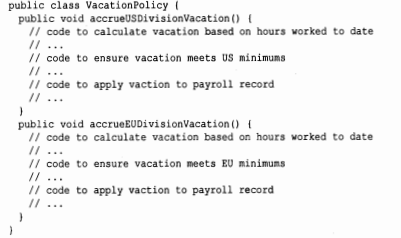 public class VacationPolicy {
  public void accrueUSDivisionVacation() {
    // code to calculate vacation based on hours worked to date
    // ...
    // code to ensure vacation meets US minimums
    // ...
    // code to apply vaction to payroll record
    // ...
  }
  public void accrueEUDivisionVacation() {
    // code to calculate vacation based on hours worked to date
    // ...
    // code to ensure vacation meets EU minimums
    // ...
    // code to apply vaction to payroll record
    // ...
  }
}